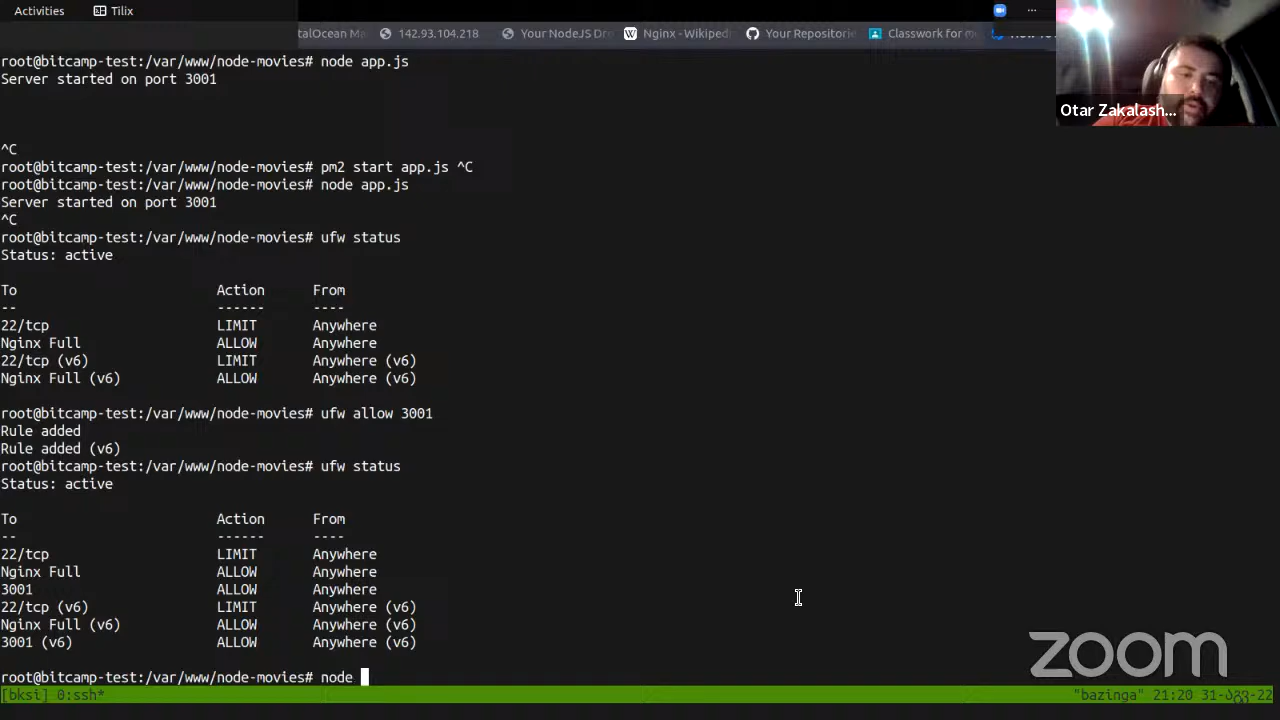 Activities
Tilix
talOcean Ma
142.93.104.218
Your NodeJS Dro
Nginx - Wikipedi
Your Repositorie
Classwork for m
Otar Zakalash...
root@bitcamp-test:/var/www/node-movies# node app.js
Server started on port 3001
^C
root@bitcamp-test:/var/www/node-movies# pm2 start app.js ^C
root@bitcamp-test:/var/www/node-movies# node app.js
Server started on port 3001
^C
root@bitcamp-test:/var/www/node-movies# ufw status
Status: active
To Action From
-- ------ ----
22/tcp LIMIT Anywhere
Nginx Full ALLOW Anywhere
22/tcp (v6) LIMIT Anywhere (v6)
Nginx Full (v6) ALLOW Anywhere (v6)
root@bitcamp-test:/var/www/node-movies# ufw allow 3001
Rule added
Rule added (v6)
root@bitcamp-test:/var/www/node-movies# ufw status
Status: active
To Action From
-- ------ ----
22/tcp LIMIT Anywhere
Nginx Full ALLOW Anywhere
3001 ALLOW Anywhere
22/tcp (v6) LIMIT Anywhere (v6)
Nginx Full (v6) ALLOW Anywhere (v6)
3001 (v6) ALLOW Anywhere (v6)
root@bitcamp-test:/var/www/node-movies# node
zoom
[bksi] 0:ssh* "bazinga" 21:20